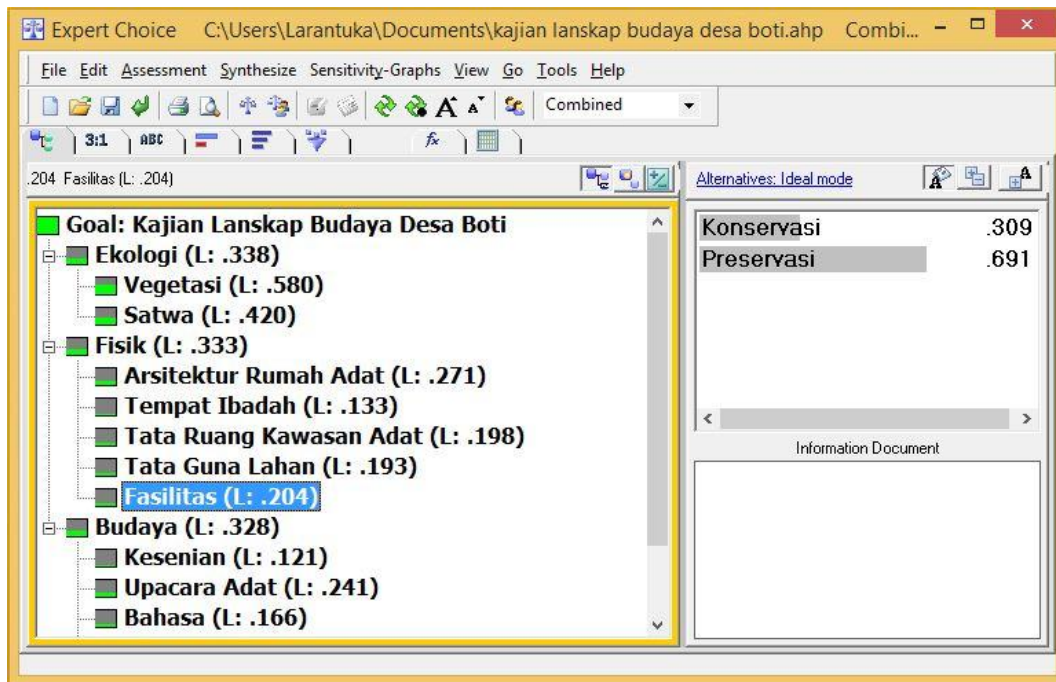 Expert Choice C:\Users\Larantuka\Documents\kajian lanskap budaya desa boti.ahp Combi...
File Edit Assessment Synthesize Sensitivity-Graphs View Go Tools Help
Combined
3:1 ABC fx
.204 Fasilitas (L: .204)
Goal: Kajian Lanskap Budaya Desa Boti
Ekologi (L: .338)
Vegetasi (L: .580)
Satwa (L: .420)
Fisik (L: .333)
Arsitektur Rumah Adat (L: .271)
Tempat Ibadah (L: .133)
Tata Ruang Kawasan Adat (L: .198)
Tata Guna Lahan (L: .193)
Fasilitas (L: .204)
Budaya (L: .328)
Kesenian (L: .121)
Upacara Adat (L: .241)
Bahasa (L: .166)
Alternatives: Ideal mode
Konservasi .309
Preservasi .691
Information Document